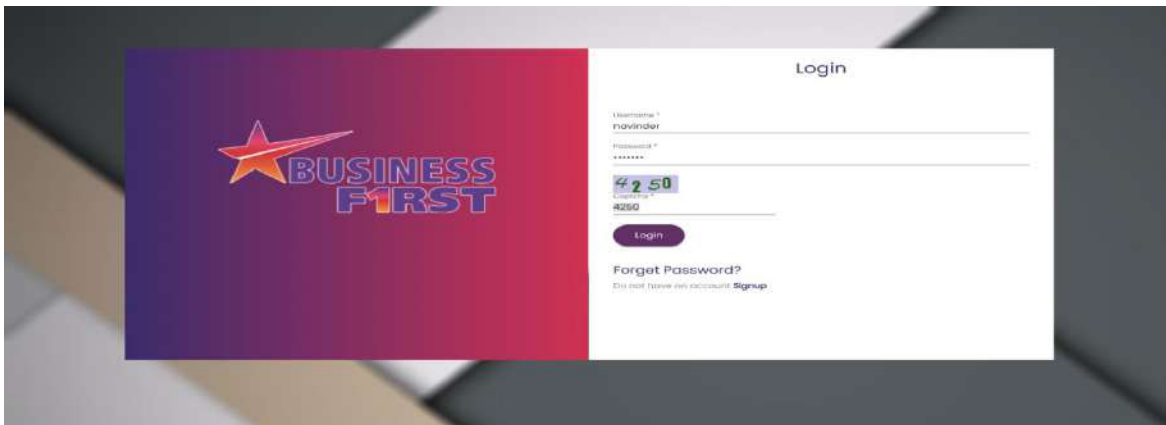 BUSINESS
F1RST
Login
Username *
navinder
Password *
•••••••
4250
Captcha *
4250
Login
Forget Password?
Do not have an account Signup